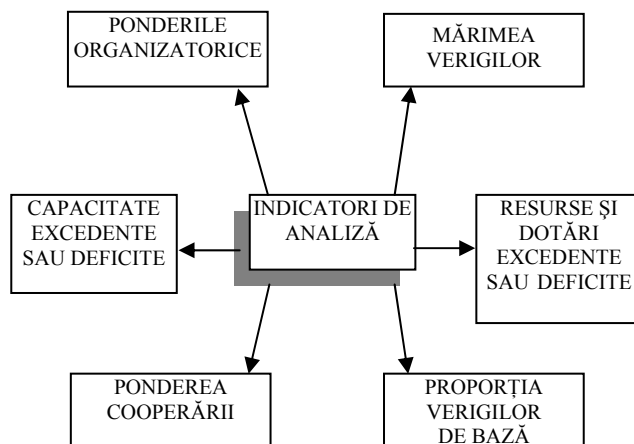 PONDERILE
ORGANIZATORICE
MĂRIMEA
VERIGILOR
CAPACITATE
EXCEDENTE
SAU DEFICITE
INDICATORI DE
ANALIZĂ
RESURSE ŞI
DOTĂRI
EXCEDENTE
SAU DEFICITE
PONDEREA
COOPERĂRII
PROPORȚIA
VERIGILOR
DE BAZĂ